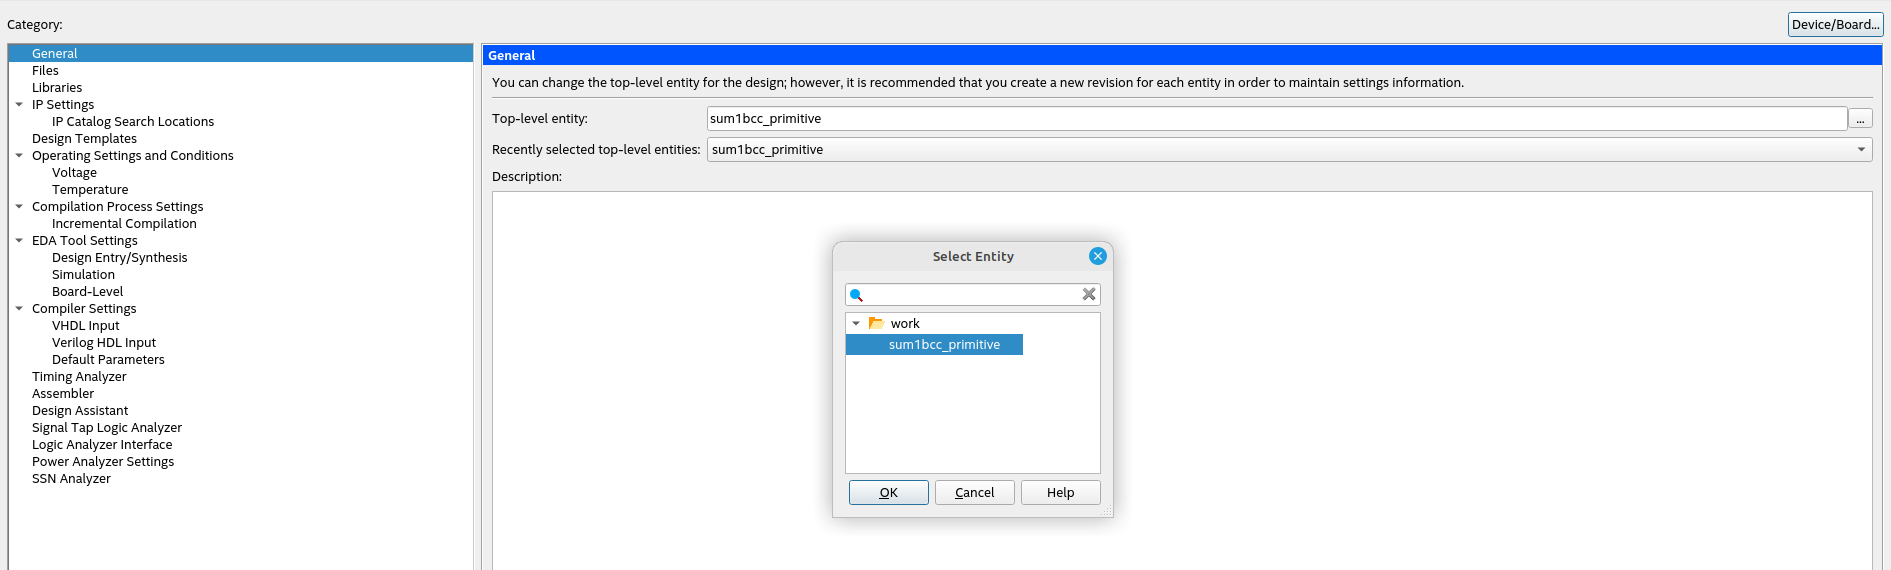 Category:
Device/Board...
General
Files
Libraries
IP Settings
IP Catalog Search Locations
Design Templates
Operating Settings and Conditions
Voltage
Temperature
Compilation Process Settings
Incremental Compilation
EDA Tool Settings
Design Entry/Synthesis
Simulation
Board-Level
Compiler Settings
VHDL Input
Verilog HDL Input
Default Parameters
Timing Analyzer
Assembler
Design Assistant
Signal Tap Logic Analyzer
Logic Analyzer Interface
Power Analyzer Settings
SSN Analyzer
General
You can change the top-level entity for the design; however, it is recommended that you create a new revision for each entity in order to maintain settings information.
Top-level entity: sum1bcc_primitive ...
Recently selected top-level entities: sum1bcc_primitive
Description:
Select Entity
work
sum1bcc_primitive
OK Cancel Help